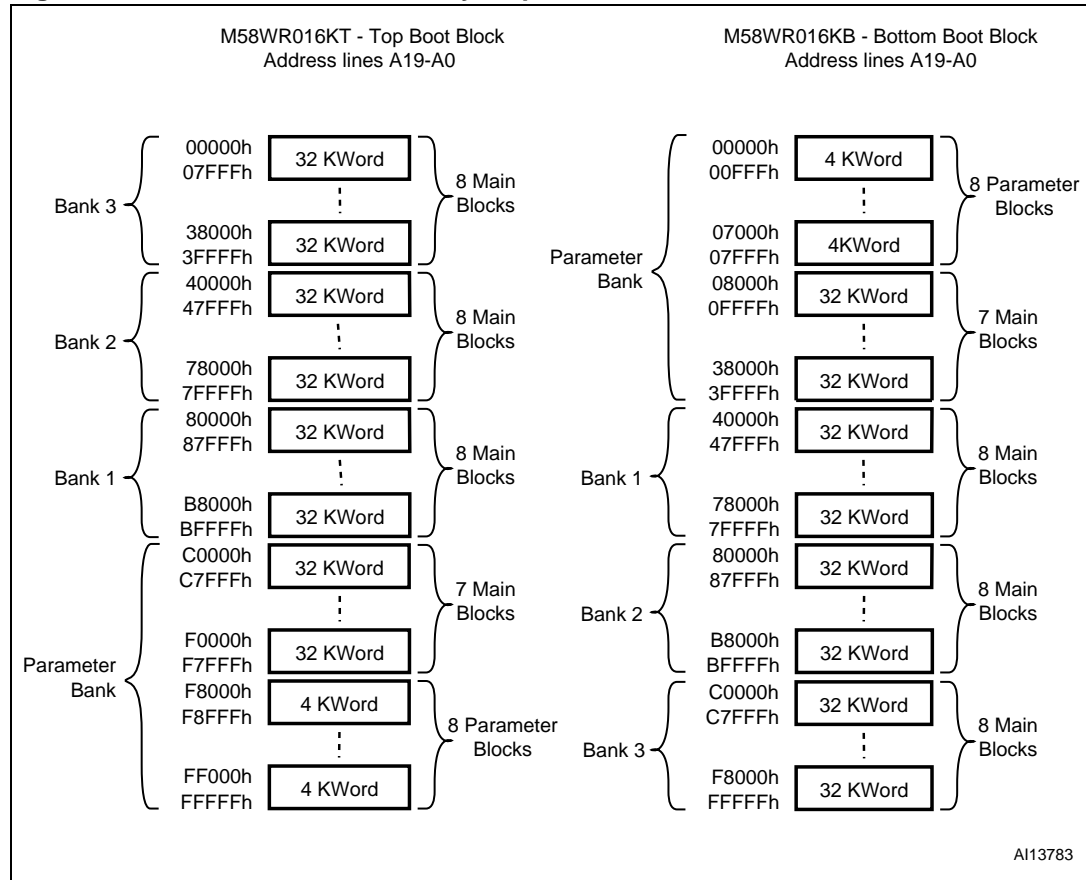 M58WR016KT - Top Boot Block
Address lines A19-A0
00000h
07FFFh
32 KWord
Bank 3
8 Main
Blocks
38000h
3FFFFh
32 KWord
40000h
47FFFh
32 KWord
Bank 2
8 Main
Blocks
78000h
7FFFFh
32 KWord
80000h
87FFFh
32 KWord
Bank 1
8 Main
Blocks
B8000h
BFFFFh
32 KWord
C0000h
C7FFFh
32 KWord
7 Main
Blocks
F0000h
F7FFFh
32 KWord
Parameter
Bank
F8000h
F8FFFh
4 KWord
8 Parameter
Blocks
FF000h
FFFFFh
4 KWord
M58WR016KB - Bottom Boot Block
Address lines A19-A0
00000h
00FFFh
4 KWord
8 Parameter
Blocks
07000h
07FFFh
4KWord
Parameter
Bank
08000h
0FFFFh
32 KWord
7 Main
Blocks
38000h
3FFFFh
32 KWord
40000h
47FFFh
32 KWord
Bank 1
8 Main
Blocks
78000h
7FFFFh
32 KWord
80000h
87FFFh
32 KWord
Bank 2
8 Main
Blocks
B8000h
BFFFFh
32 KWord
C0000h
C7FFFh
32 KWord
Bank 3
8 Main
Blocks
F8000h
FFFFFh
32 KWord
AI13783